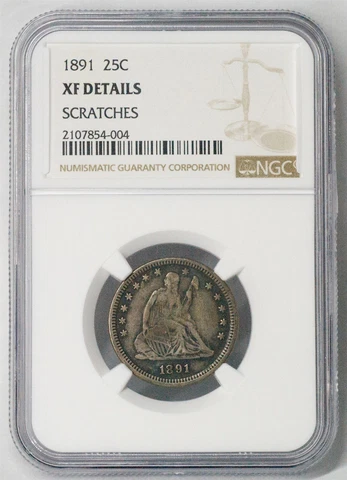 1891 25C
XF DETAILS
SCRATCHES
2107854-004
NUMISMATIC GUARANTY CORPORATION
NGC
1891